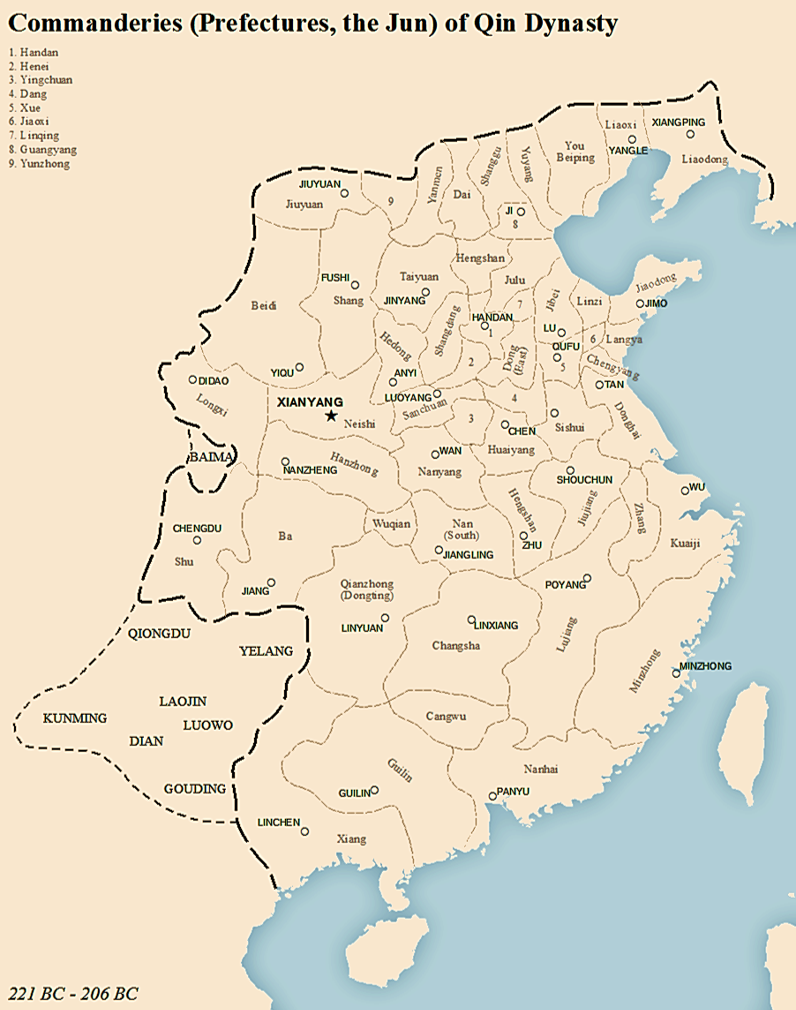 Commanderies (Prefectures, the Jun) of Qin Dynasty
1. Handan
2. Henei
3. Yingchuan
4. Dang
5. Xue
6. Jiaoxi
7. Linqing
8. Guangyang
9. Yunzhong
XIANGPING
Liaoxi
YANGLE
Liaodong
You
Beiping
Yuyang
Shanggu
Dai
Yanmen
9
JIUYUAN
Jiuyuan
JI
8
Hengshan
FUSHI
Shang
Taiyuan
JINYANG
Julu
7
Jibei
Linzi
Jiaodong
JIMO
Beidi
HANDAN
1
Shangdang
Hedong
LU
QUFU
5
6
Langya
Chengyang
Dong
(East)
2
YIQU
DIDAO
Longxi
ANYI
LUOYANG
Sanchuan
4
TAN
XIANYANG
Neishi
3
CHEN
Huaiyang
Sishui
Donghai
BAIMA
NANZHENG
Hanzhong
WAN
Nanyang
SHOUCHUN
WU
Hengshan
Jiujiang
Zhang
Kuaiji
CHENGDU
Shu
Ba
Wuqian
Nan
(South)
JIANGLING
ZHU
JIANG
Qianzhong
(Dongting)
POYANG
LINYUAN
LINXIANG
Changsha
Lujiang
QIONGDU
YELANG
Minzhong
MINZHONG
LAOJIN
KUNMING
LUOWO
DIAN
Cangwu
GOUDING
Guilin
GUILIN
Nanhai
PANYU
LINCHEN
Xiang
221 BC - 206 BC